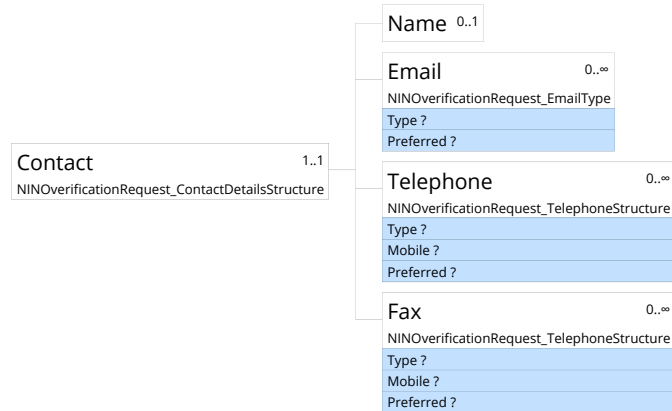 Name 0..1
Email 0..∞
NINOverificationRequest_EmailType
Type ?
Preferred ?
Contact 1..1
NINOverificationRequest_ContactDetailsStructure
Telephone 0..∞
NINOverificationRequest_TelephoneStructure
Type ?
Mobile ?
Preferred ?
Fax 0..∞
NINOverificationRequest_TelephoneStructure
Type ?
Mobile ?
Preferred ?